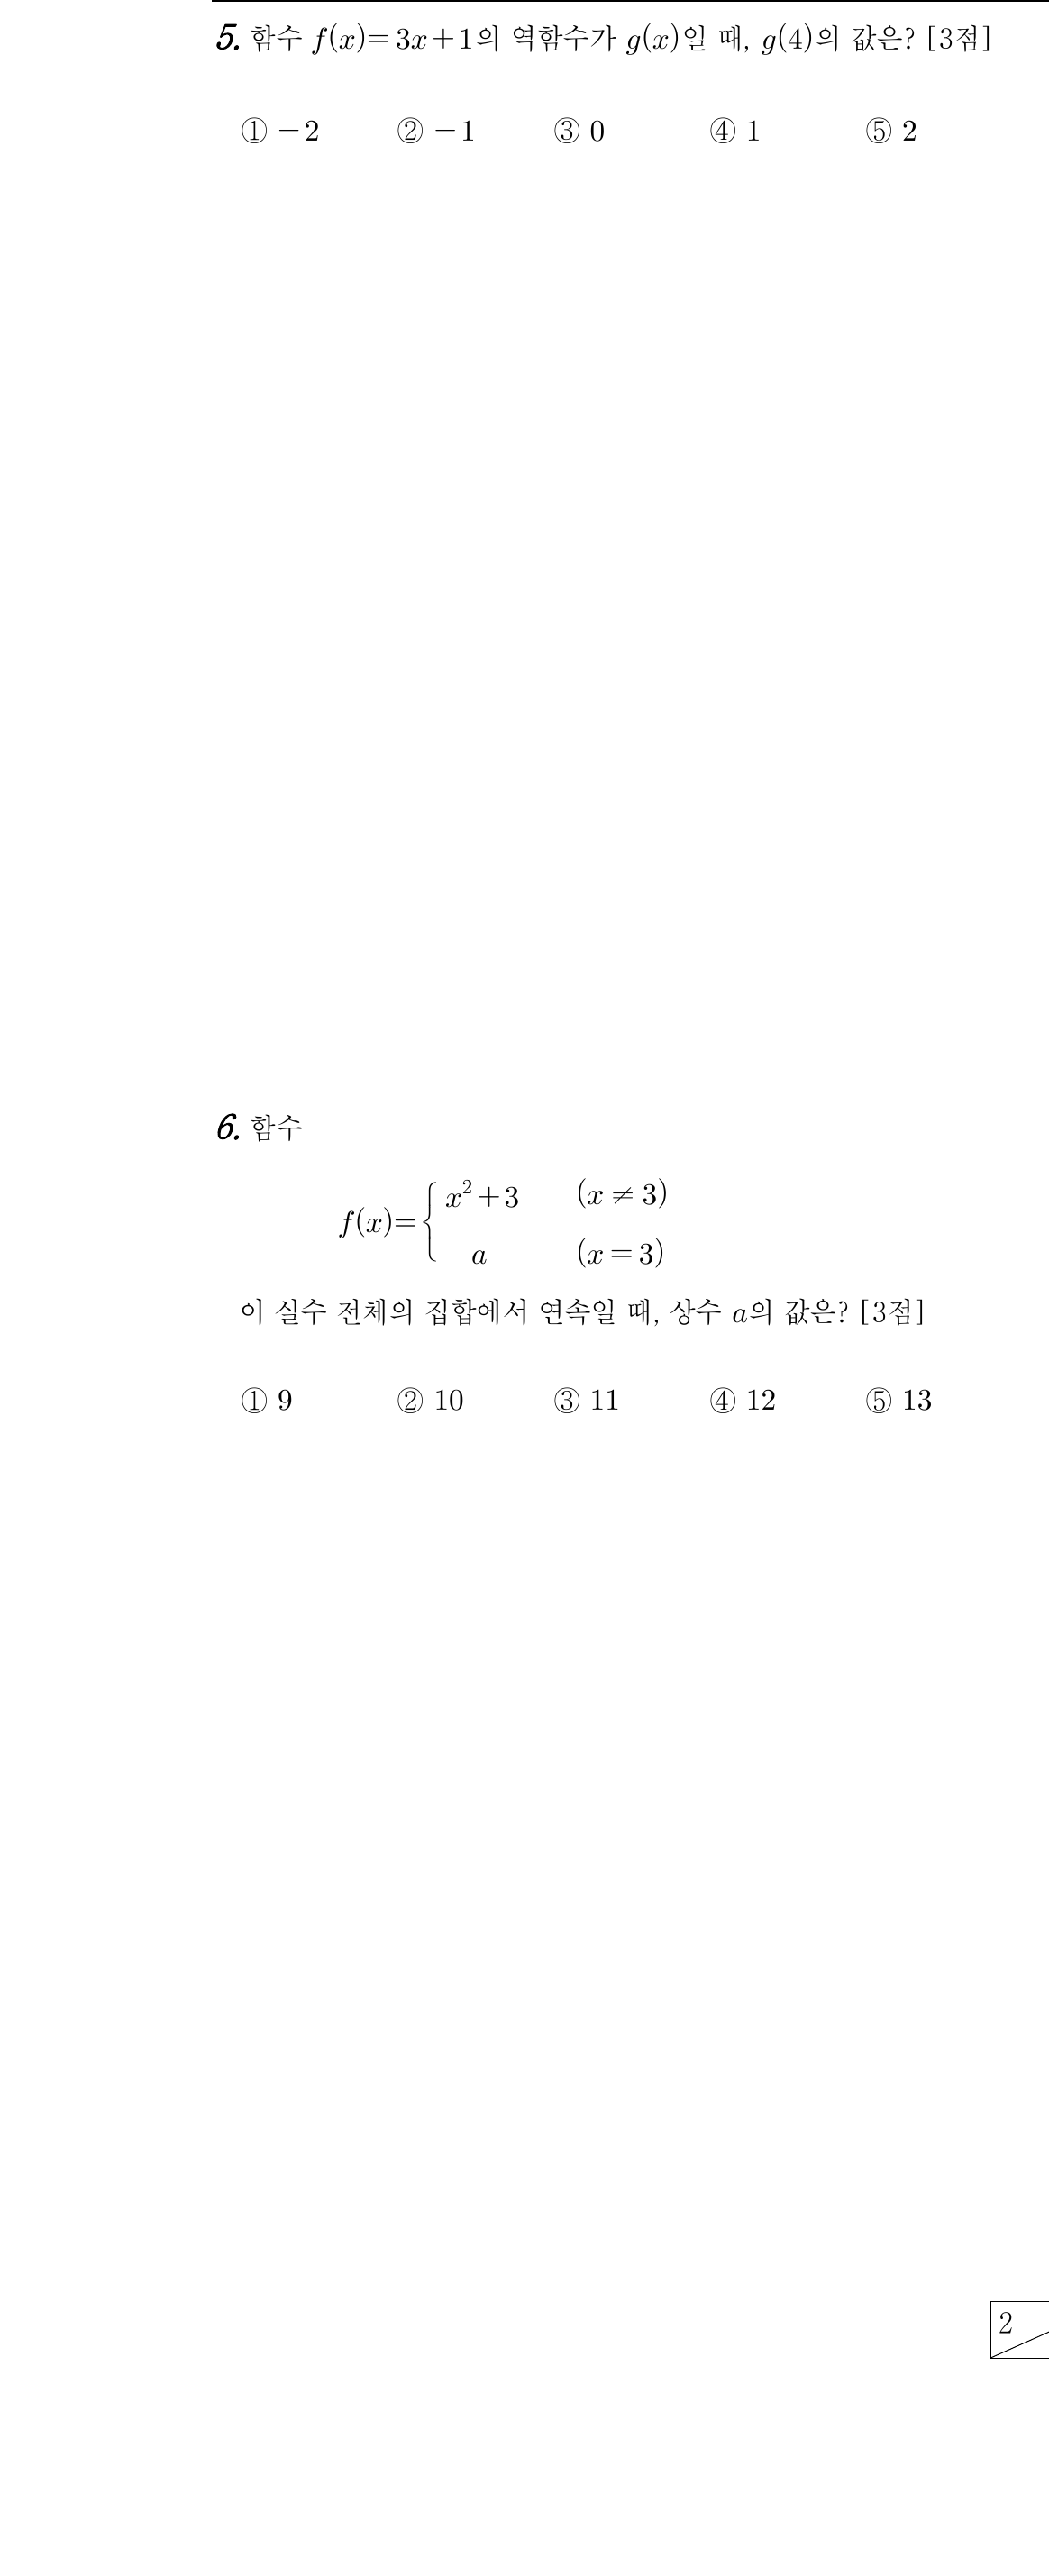 5. 함수 f(x)=3x+1의 역함수가 g(x)일 때, g(4)의 값은? [3점]
① -2 ② -1 ③ 0 ④ 1 ⑤ 2
6. 함수
f(x)={ x²+3 (x ≠ 3)
a (x = 3)
이 실수 전체의 집합에서 연속일 때, 상수 a의 값은? [3점]
① 9 ② 10 ③ 11 ④ 12 ⑤ 13
2